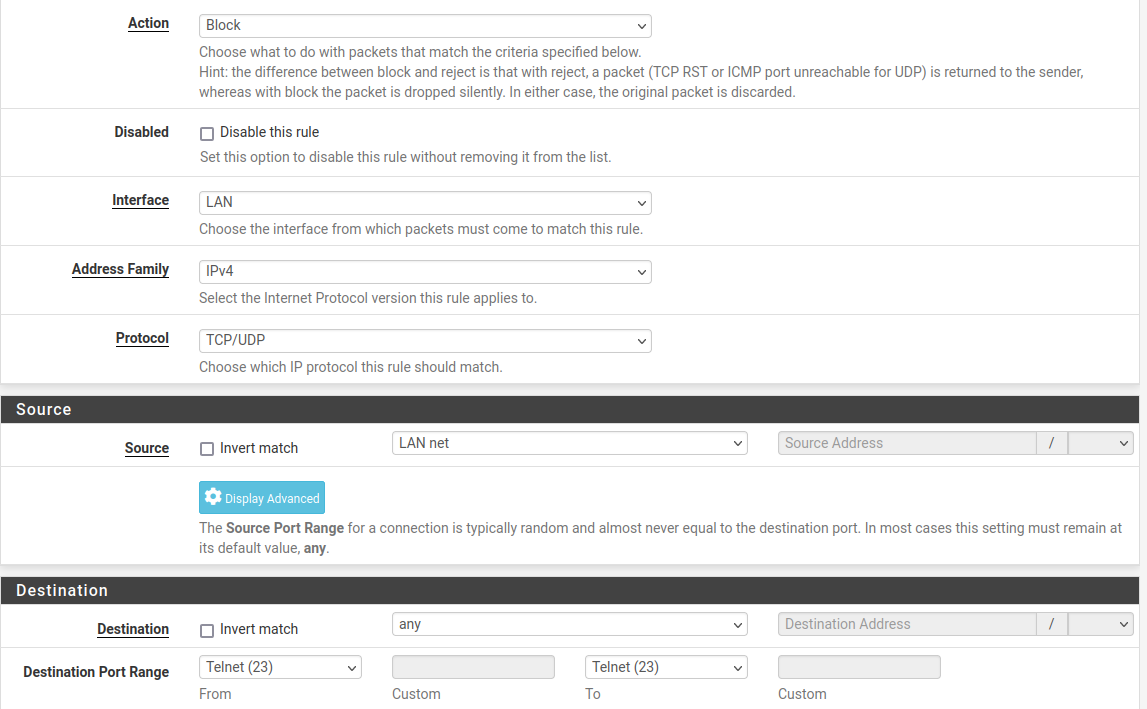 Action Block
Choose what to do with packets that match the criteria specified below.
Hint: the difference between block and reject is that with reject, a packet (TCP RST or ICMP port unreachable for UDP) is returned to the sender,
whereas with block the packet is dropped silently. In either case, the original packet is discarded.
Disabled Disable this rule
Set this option to disable this rule without removing it from the list.
Interface LAN
Choose the interface from which packets must come to match this rule.
Address Family IPv4
Select the Internet Protocol version this rule applies to.
Protocol TCP/UDP
Choose which IP protocol this rule should match.
Source
Source Invert match LAN net Source Address /
Display Advanced
The Source Port Range for a connection is typically random and almost never equal to the destination port. In most cases this setting must remain at
its default value, any.
Destination
Destination Invert match any Destination Address /
Destination Port Range Telnet (23) Telnet (23)
From Custom To Custom